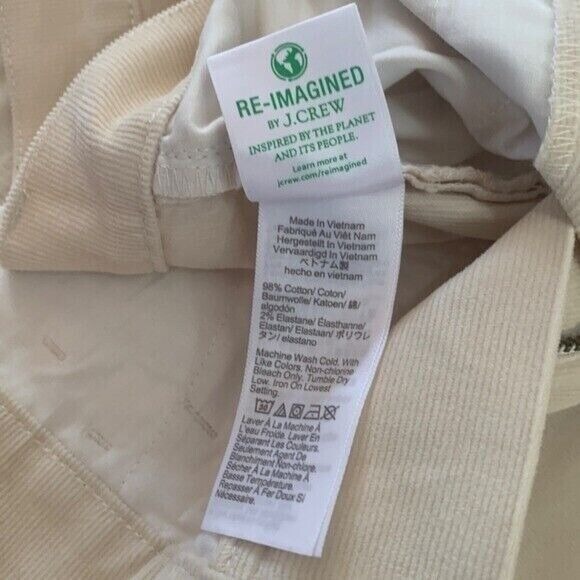 RE-IMAGINED
BY J.CREW
INSPIRED BY THE PLANET
AND ITS PEOPLE.
Learn more at
jcrew.com/reimagined
Made In Vietnam
Fabriqué Au Viêt Nam
Hergestellt In Vietnam
Vervaardigd In Vietnam
ベトナム製
hecho en vietnam
98% Cotton/ Coton/
Baumwolle/ Katoen/ 綿/
algodón
2% Elastane/ Élasthanne/
Elastan/ Elastaan/ ポリウレ
タン/ elastano
Machine Wash Cold, With
Like Colors. Non-chlorine
Bleach Only. Tumble Dry
Low. Iron On Lowest
Setting.
30
Laver À La Machine À
L'eau Froide. Laver Et
Séparant Les Couleurs.
Seulement Agent De
Blanchiment Non-chlore.
Sécher À La Machine À
Basse Température.
Repasser À Fer Doux Si
Nécessaire.